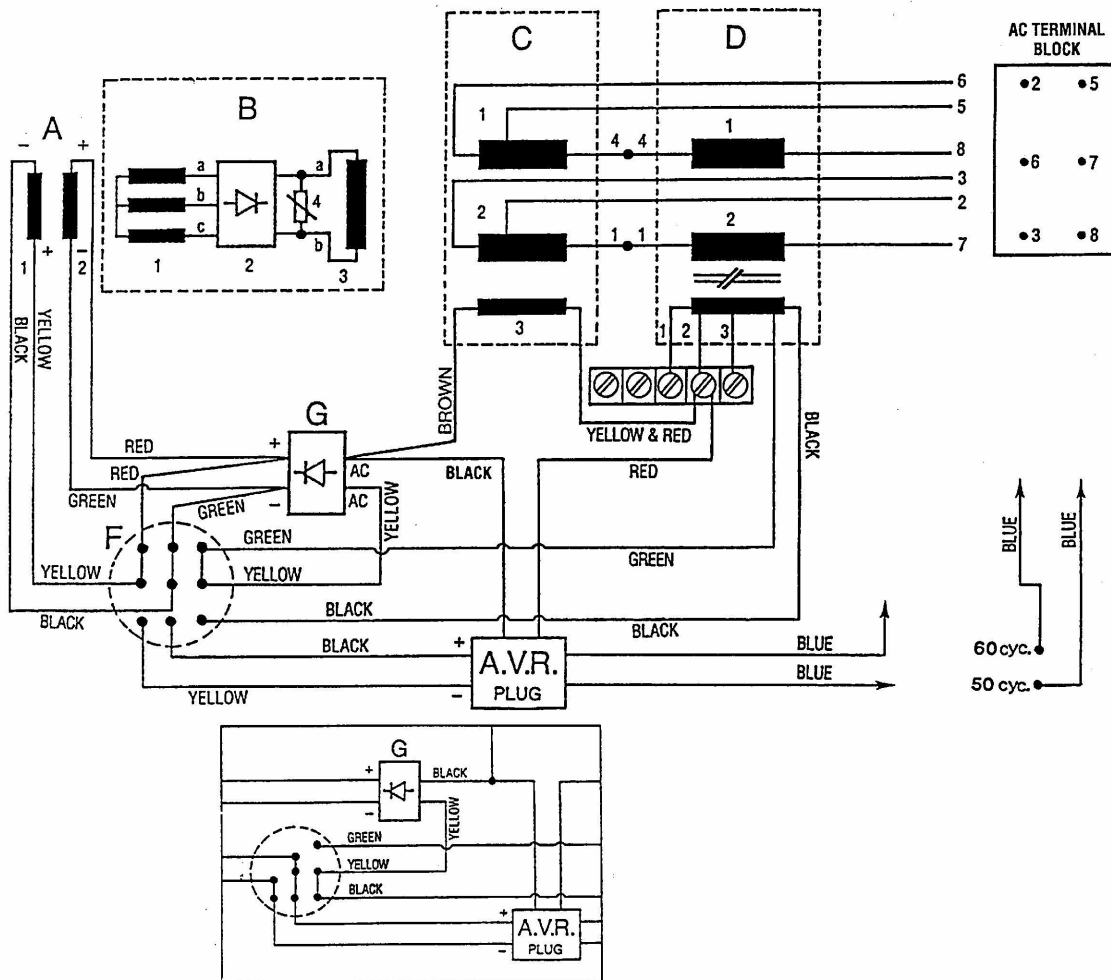 C
D
AC TERMINAL
BLOCK
6
5
8
3
2
7
•2 •5
•6 •7
•3 •8
A
- +
+ -
1 2
B
a a
b
c b
4
1 2 3
1
4 4
1
2
1 1
2
3
1 2 3
BLACK
YELLOW
BROWN
YELLOW & RED
RED
BLACK
G
+
-
AC
AC
RED
RED
GREEN
GREEN
BLACK
YELLOW
F
GREEN
GREEN
YELLOW
YELLOW
BLACK
BLACK
BLACK
BLACK
YELLOW
+
-
A.V.R.
PLUG
BLUE
BLUE
BLUE
BLUE
60 cyc.
50 cyc.
G
+
-
BLACK
YELLOW
GREEN
YELLOW
BLACK
+
-
A.V.R.
PLUG